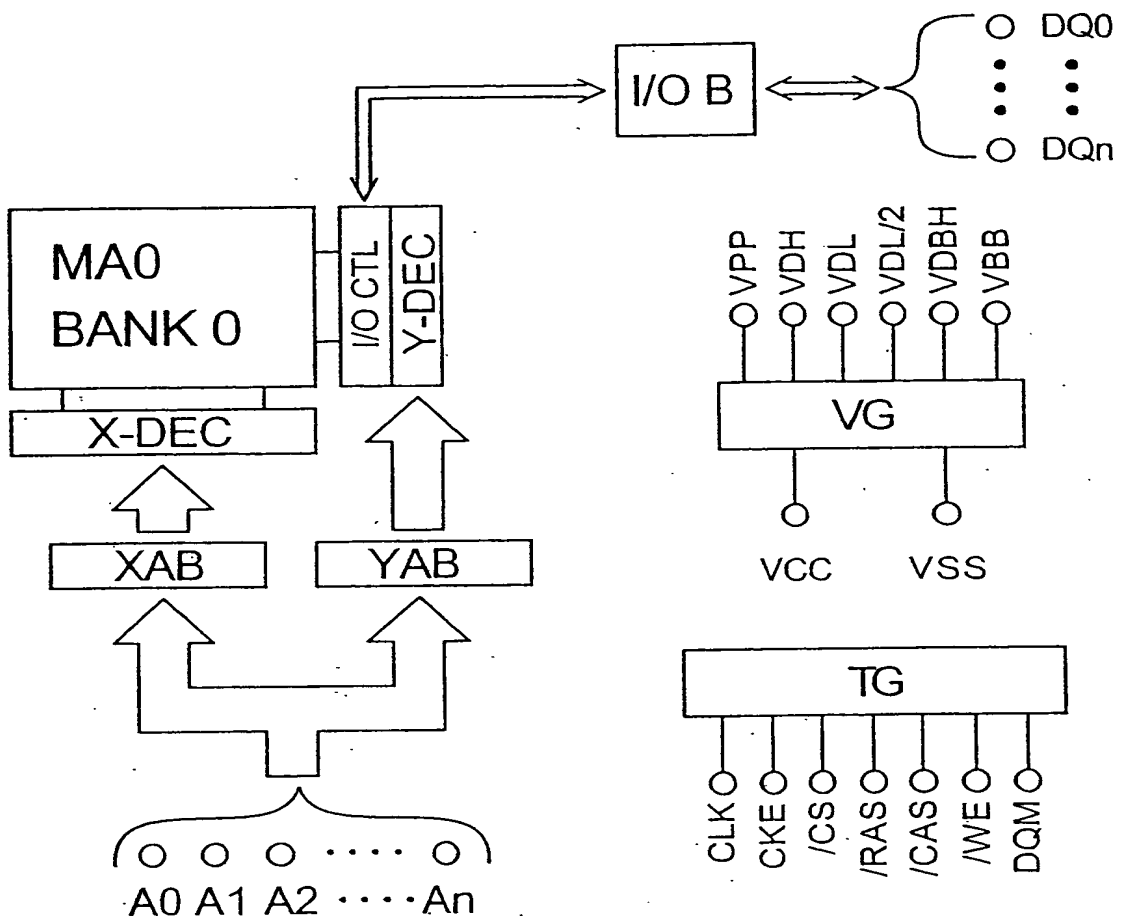 I/O B
DQ0
DQn
MA0
BANK 0
I/O CTL
Y-DEC
X-DEC
XAB
YAB
A0 A1 A2 ···· An
VPP
VDH
VDL
VDL/2
VDBH
VBB
VG
VCC
VSS
TG
CLK
CKE
/CS
/RAS
/CAS
/WE
DQM